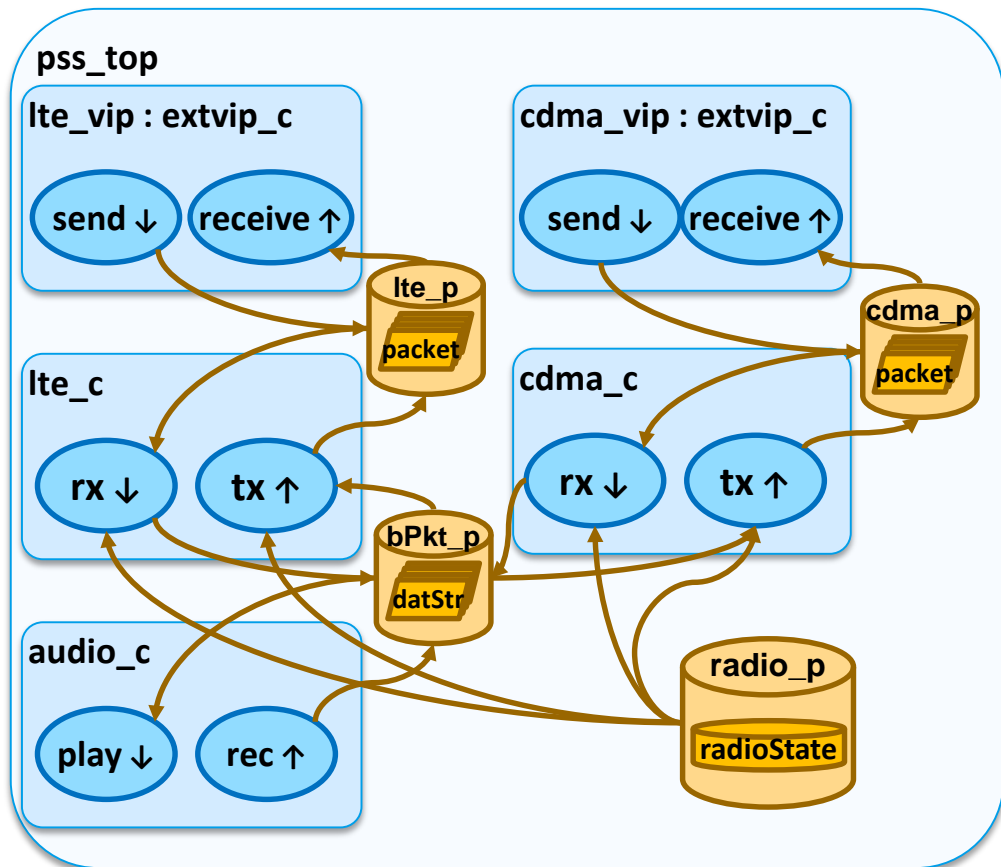 pss_top
lte_vip : extvip_c
send ↓
receive ↑
cdma_vip : extvip_c
send ↓
receive ↑
lte_p
packet
cdma_p
packet
lte_c
rx ↓
tx ↑
cdma_c
rx ↓
tx ↑
bPkt_p
datStr
audio_c
play ↓
rec ↑
radio_p
radioState